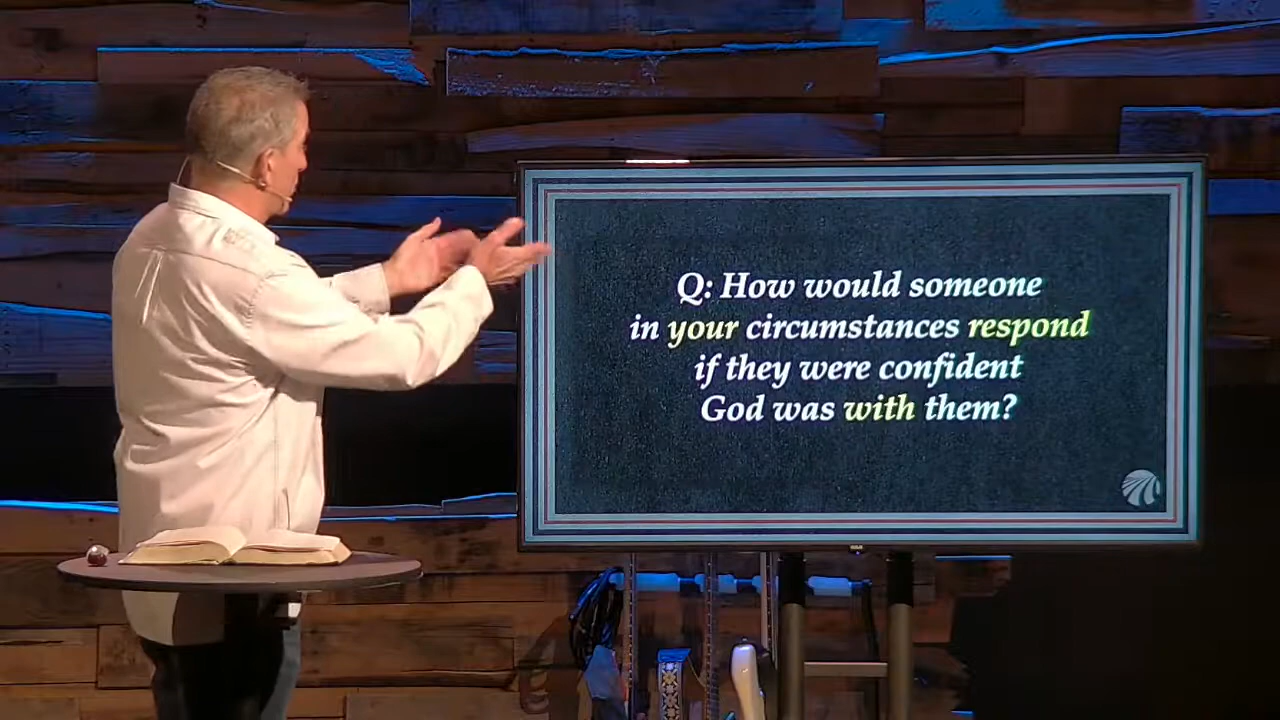 Q: How would someone
in your circumstances respond
if they were confident
God was with them?